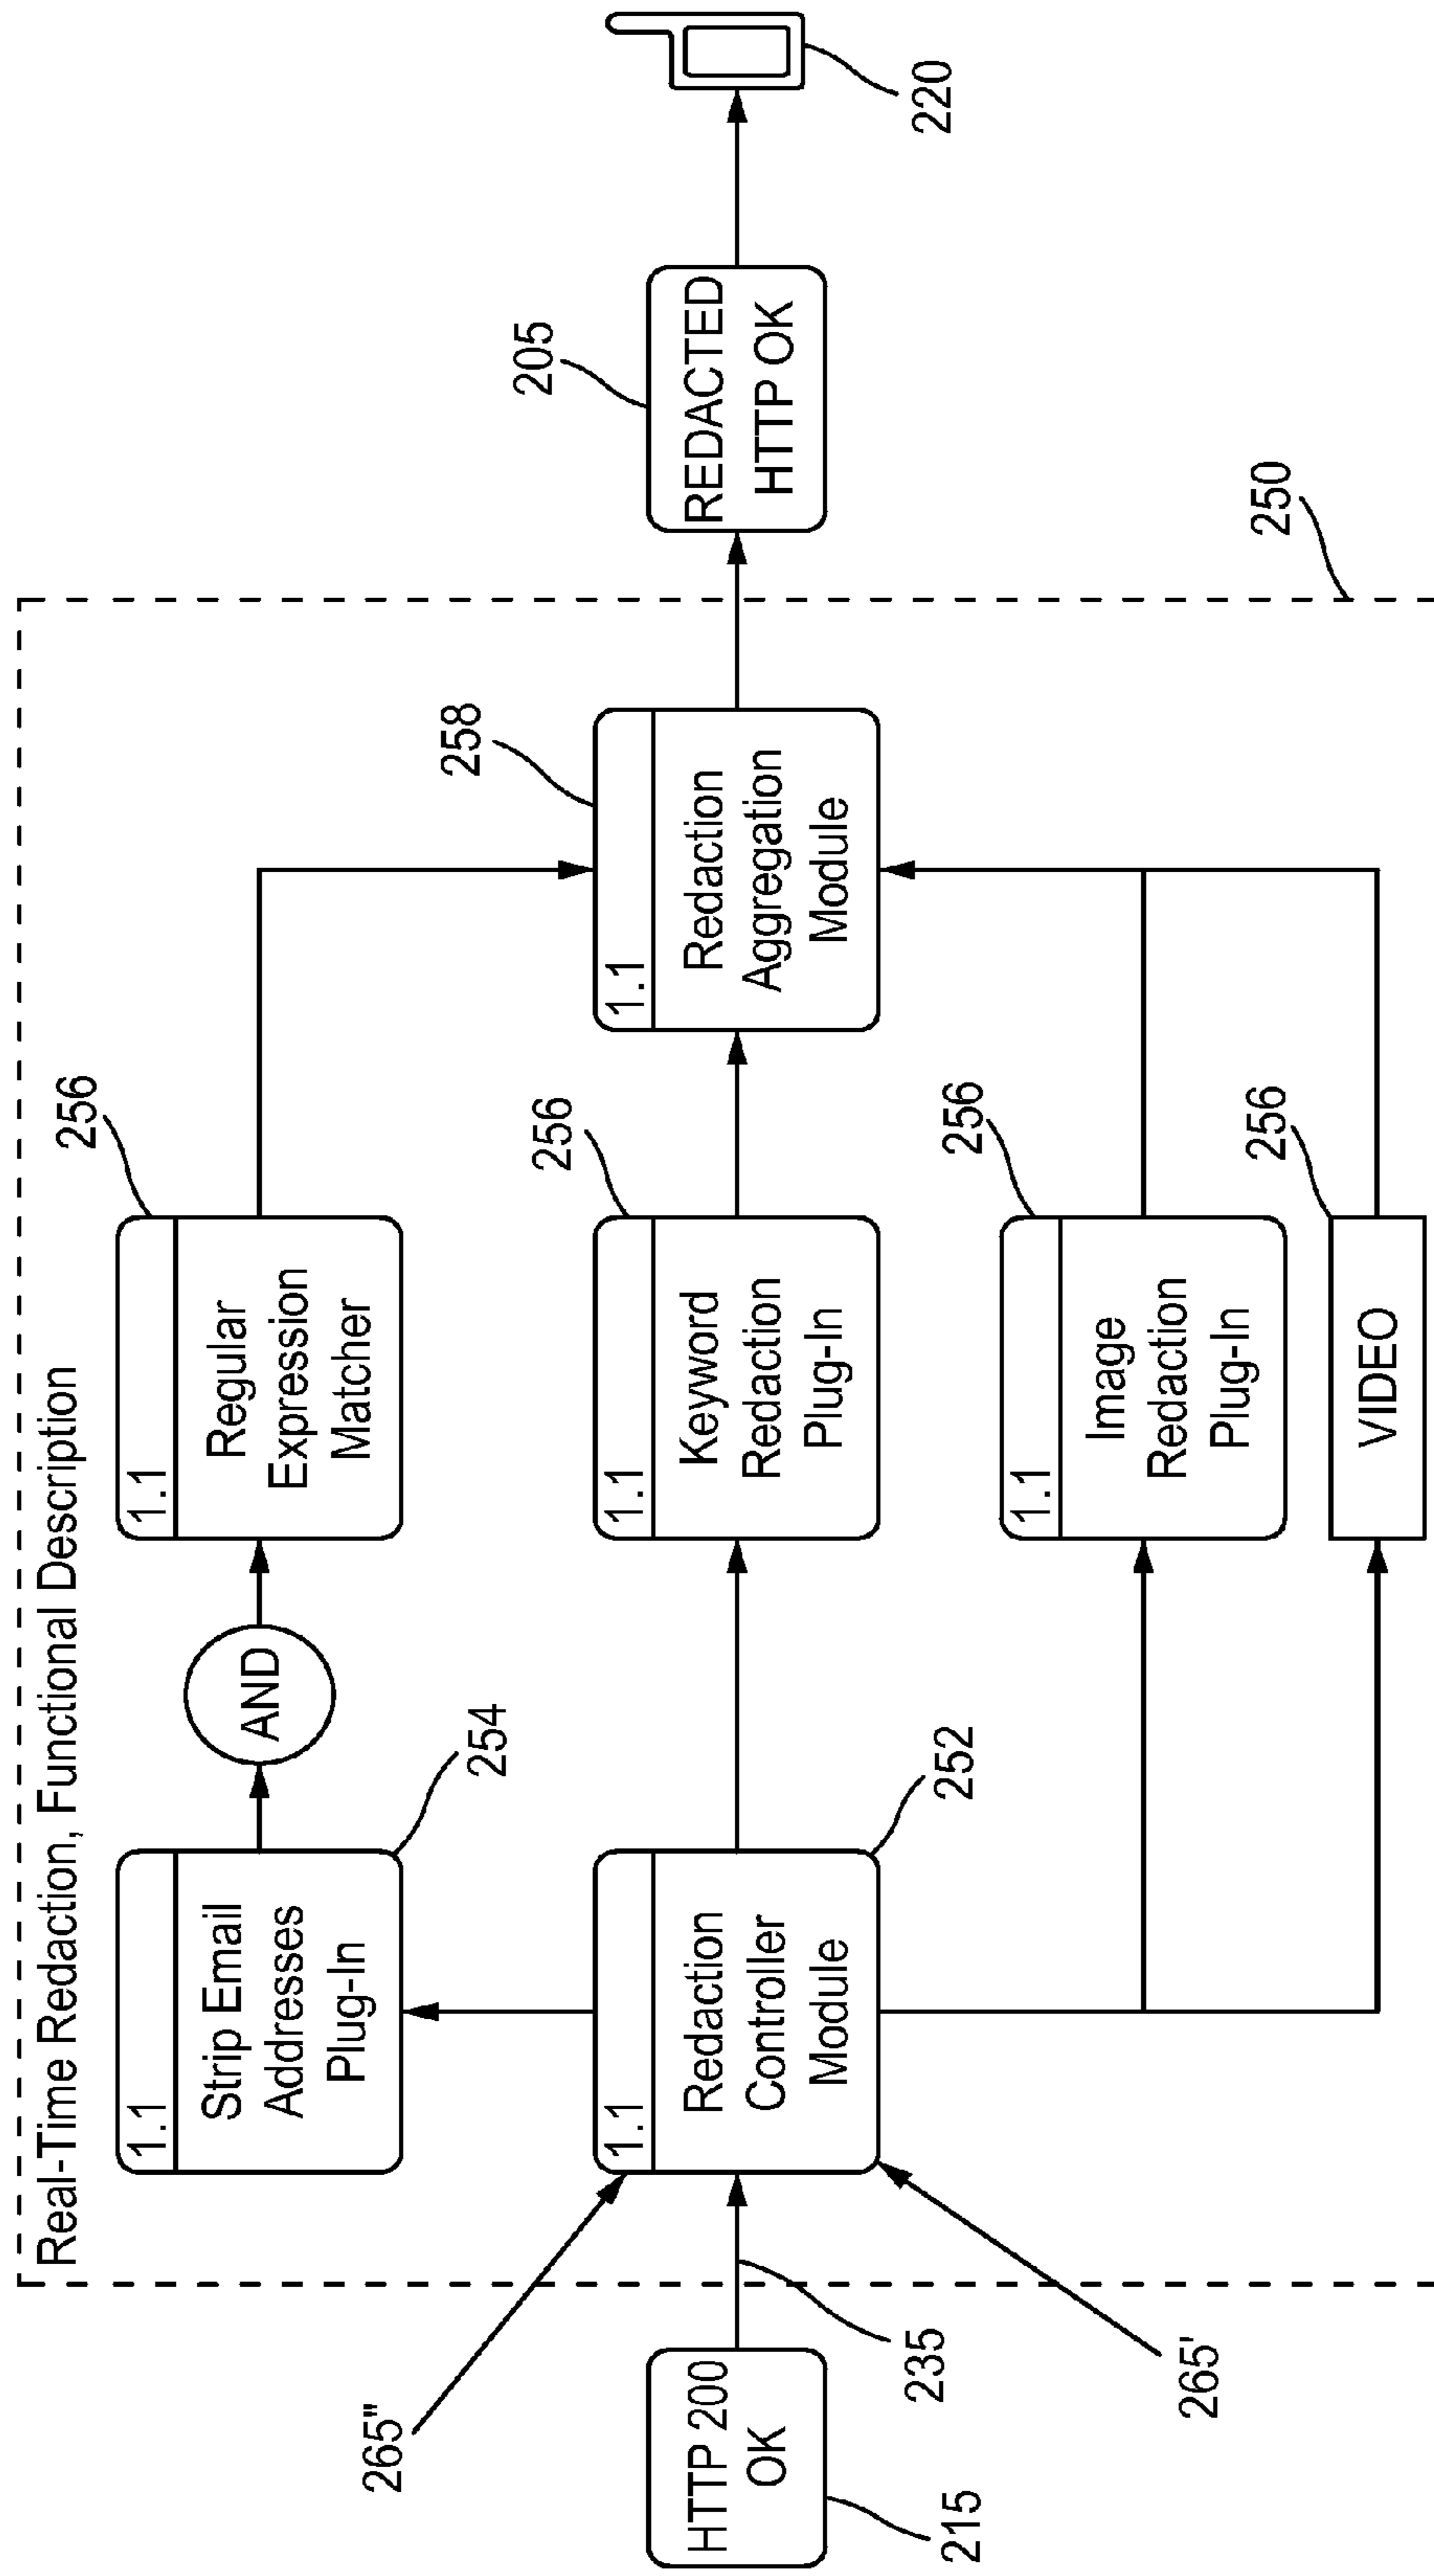 Real-Time Redaction, Functional Description
1.1
Strip Email
Addresses
Plug-In
254
AND
1.1
Regular
Expression
Matcher
256
265"
HTTP 200
OK
215
235
265'
1.1
Redaction
Controller
Module
252
1.1
Keyword
Redaction
Plug-In
256
1.1
Redaction
Aggregation
Module
258
1.1
Image
Redaction
Plug-In
256
VIDEO
256
250
REDACTED
HTTP OK
205
220